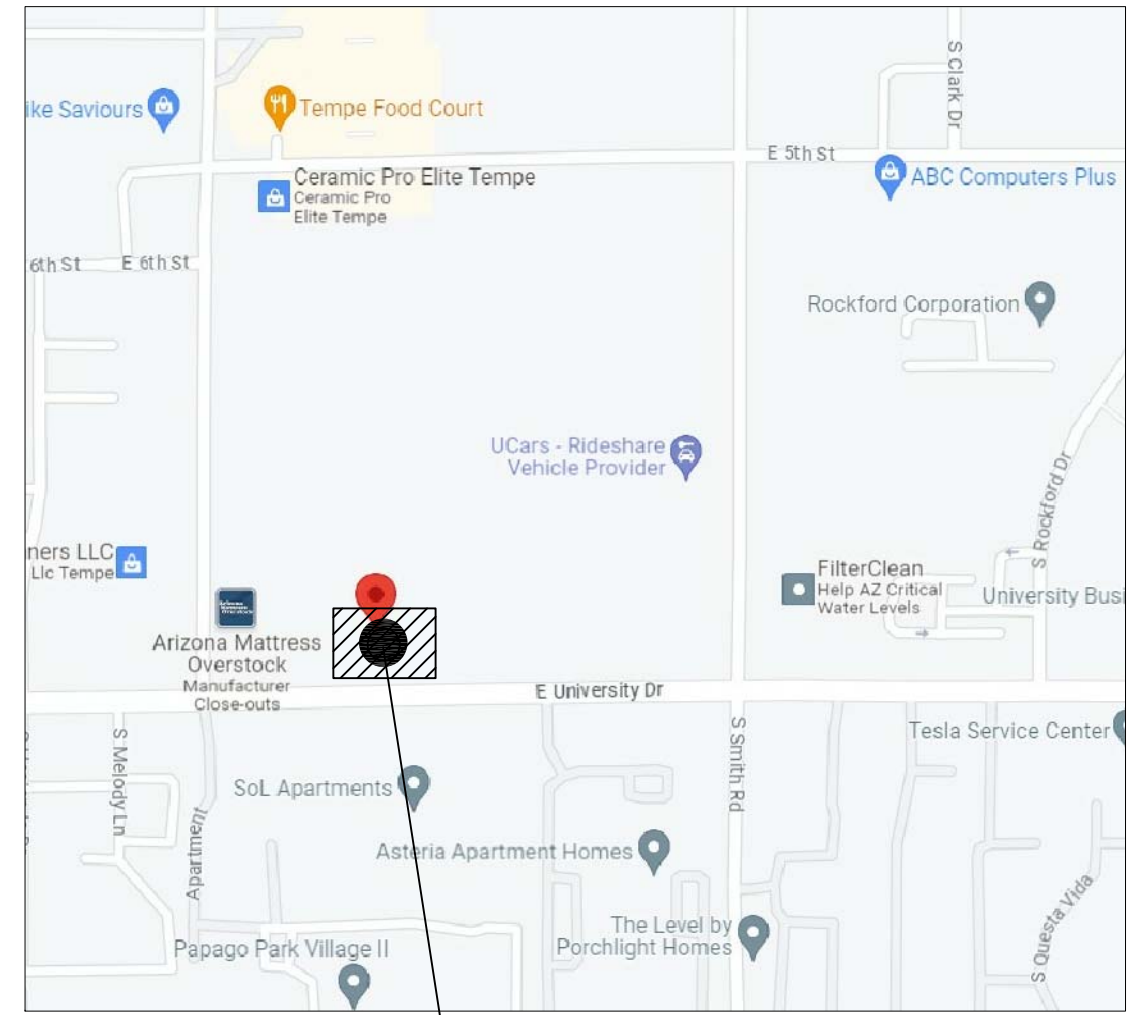 S Clark Dr
ike Saviours
Tempe Food Court
E 5th St
Ceramic Pro Elite Tempe
Ceramic Pro
Elite Tempe
ABC Computers Plus
6th St
E 6th St
Rockford Corporation
UCars - Rideshare
Vehicle Provider
S Rockford Dr
ners LLC
Llc Tempe
FilterClean
Help AZ Critical
Water Levels
University Busi
Arizona Mattress
Overstock
Manufacturer
Close-outs
E University Dr
S Melody Ln
S Smith Rd
Tesla Service Center
SoL Apartments
Apartment
Asteria Apartment Homes
The Level by
Porchlight Homes
S Questa Vida
Papago Park Village II